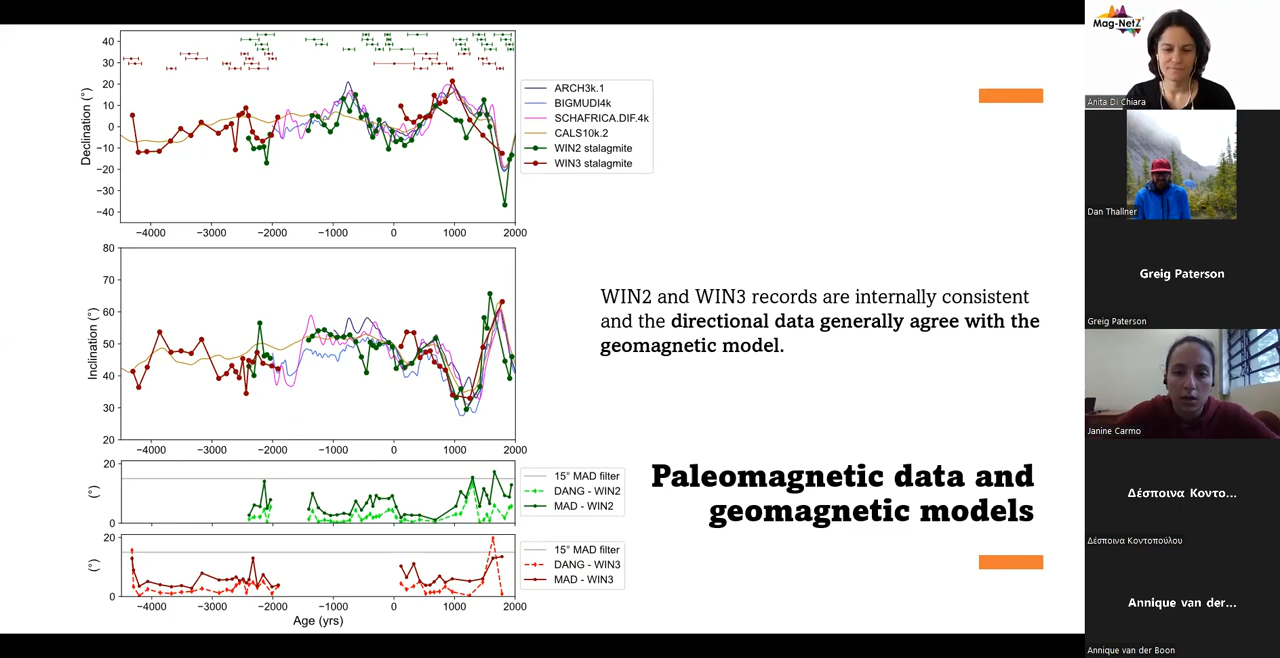 Declination (°)
40
30
20
10
0
−10
−20
−30
−40
−4000 −3000 −2000 −1000 0 1000 2000
ARCH3k.1
BIGMUDI4k
SCHAFRICA.DIF.4k
CALS10k.2
WIN2 stalagmite
WIN3 stalagmite
Inclination (°)
80
70
60
50
40
30
20
−4000 −3000 −2000 −1000 0 1000 2000
WIN2 and WIN3 records are internally consistent
and the directional data generally agree with the
geomagnetic model.
Paleomagnetic data and
geomagnetic models
(°)
20
0
15° MAD filter
DANG - WIN2
MAD - WIN2
(°)
20
0
15° MAD filter
DANG - WIN3
MAD - WIN3
−4000 −3000 −2000 −1000 0 1000 2000
Age (yrs)
Mag-NetZ
Anita Di Chiara
Dan Thallner
Greig Paterson
Greig Paterson
Janine Carmo
Δέσποινα Κοντο...
Δέσποινα Κοντοπούλου
Annique van der...
Annique van der Boon